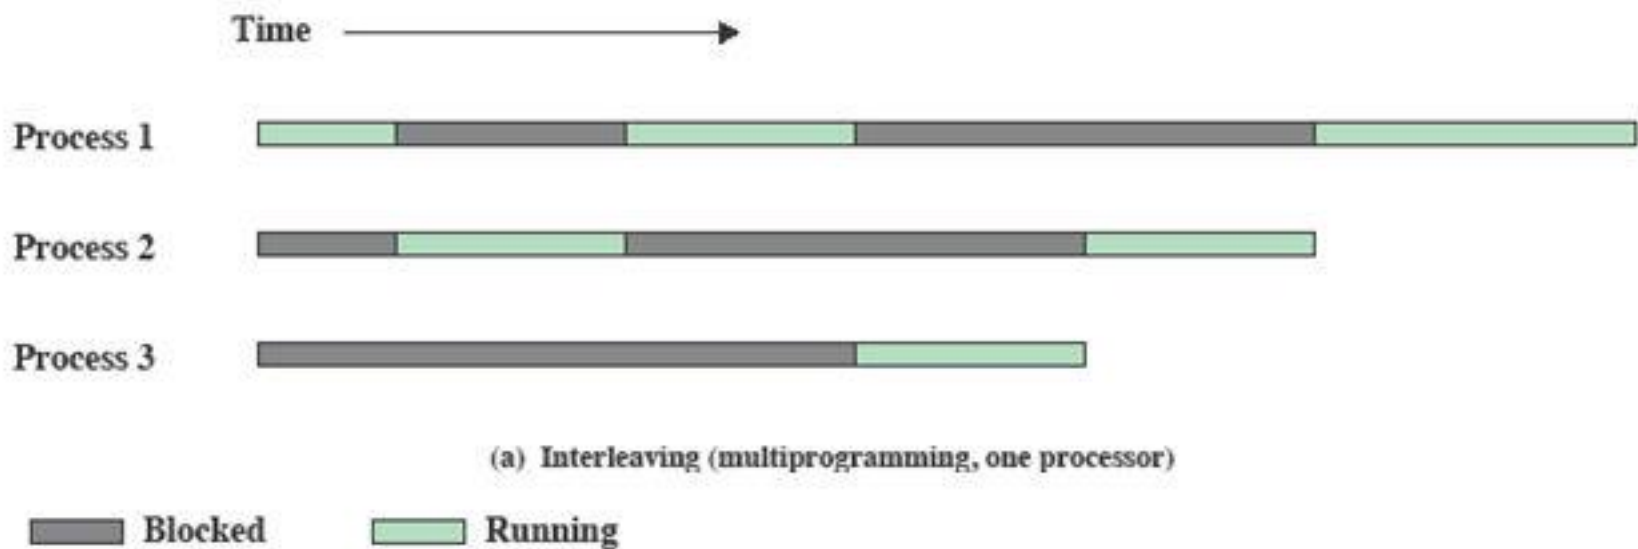 Time
Process 1
Process 2
Process 3
(a) Interleaving (multiprogramming, one processor)
Blocked Running